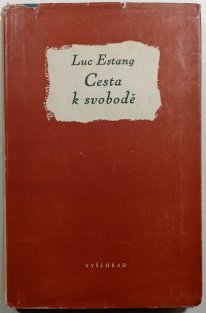 Luc Estang
Cesta
k svobodě
VYŠEHRAD